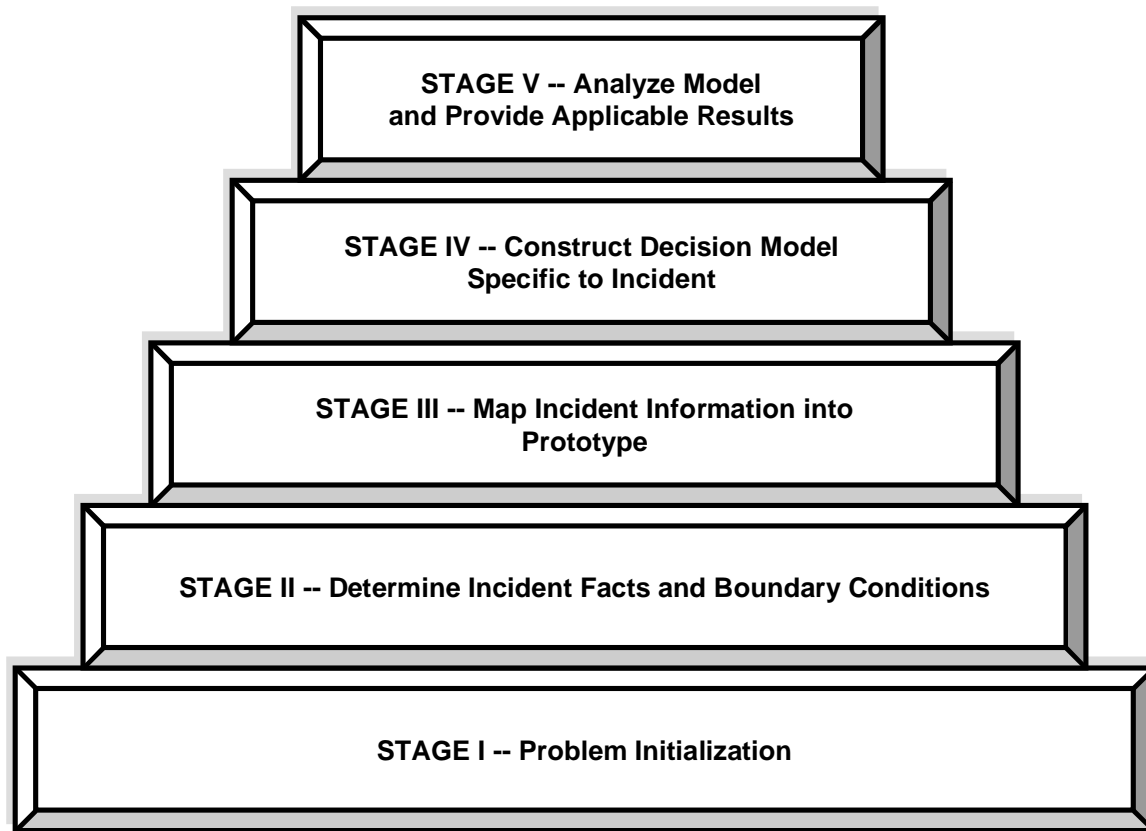 STAGE V -- Analyze Model
and Provide Applicable Results
STAGE IV -- Construct Decision Model
Specific to Incident
STAGE III -- Map Incident Information into
Prototype
STAGE II -- Determine Incident Facts and Boundary Conditions
STAGE I -- Problem Initialization